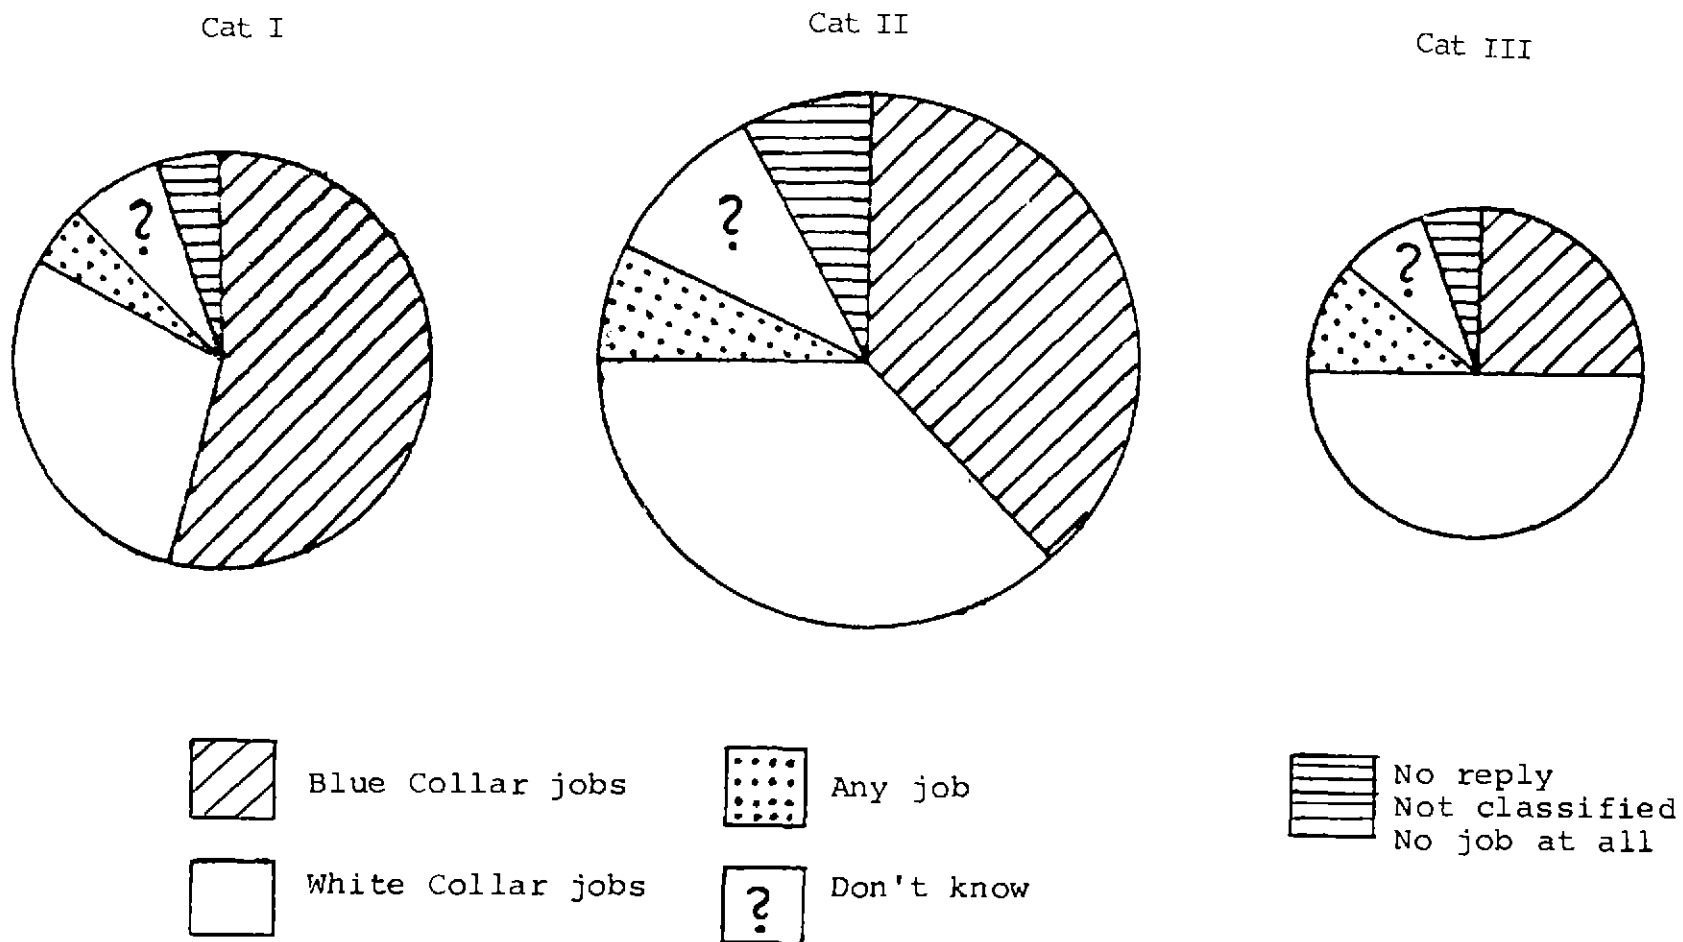 Cat I
Cat II
Cat III
?
?
?
Blue Collar jobs
Any job
No reply
Not classified
No job at all
White Collar jobs
?
Don't know